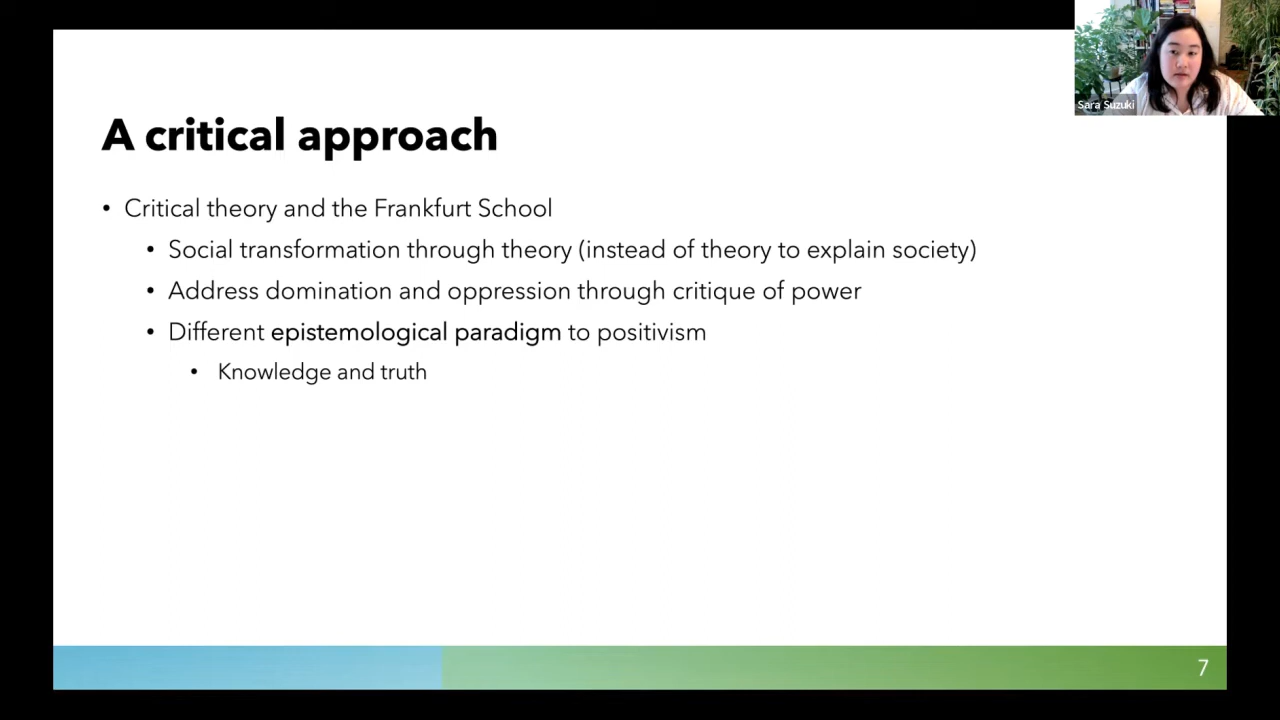 Sara Suzuki
A critical approach
• Critical theory and the Frankfurt School
• Social transformation through theory (instead of theory to explain society)
• Address domination and oppression through critique of power
• Different epistemological paradigm to positivism
• Knowledge and truth
7